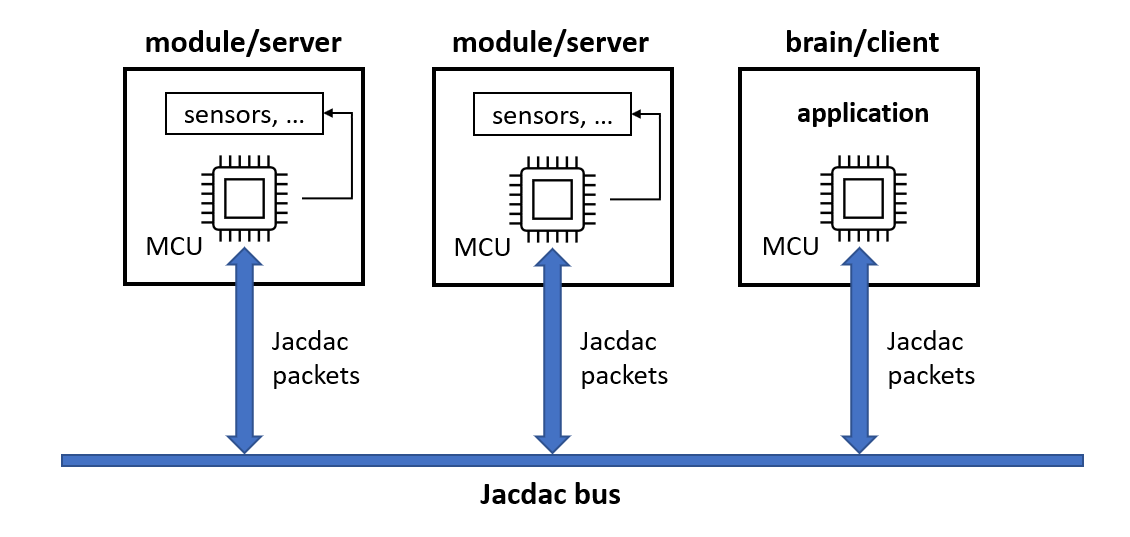 module/server
module/server
brain/client
sensors, ...
sensors, ...
application
MCU
MCU
MCU
Jacdac
packets
Jacdac
packets
Jacdac
packets
Jacdac bus